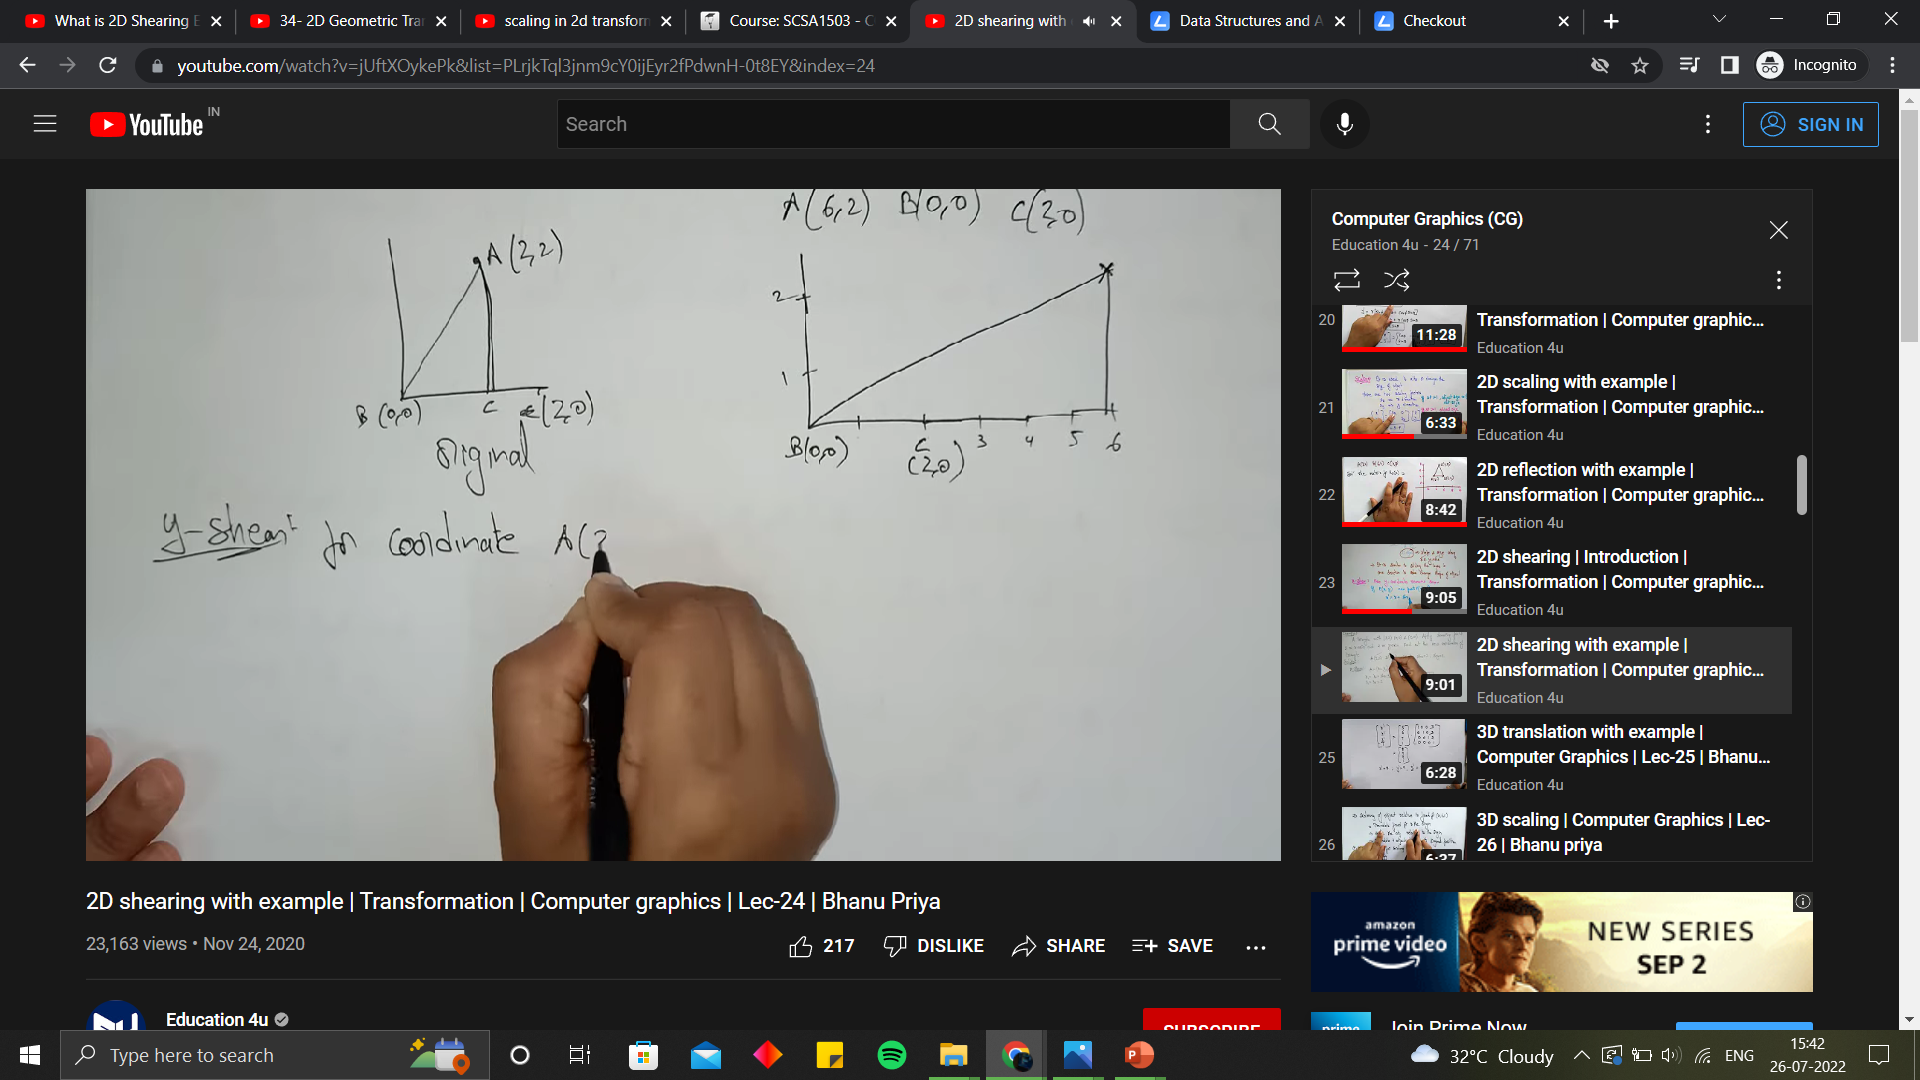 What is 2D Shearing
34- 2D Geometric Tra
scaling in 2d transforn
Course: SCSA1503 - C
2D shearing with
Data Structures and A
Checkout
youtube.com/watch?v=jUftXOykePk&list=PLrjkTql3jnm9cY0ijEyr2fPdwnH-0t8EY&index=24
Incognito
YouTube IN
Search
SIGN IN
A(6,2) B(0,0) C(2,0)
A(2,2)
2
1
B(0,0) C (2,0)
B(0,0) C (2,0) 3 4 5 6
Original
Y-shear for coordinate A(2
Computer Graphics (CG)
Education 4u - 24 / 71
20
11:28
Transformation | Computer graphic...
Education 4u
21
6:33
2D scaling with example |
Transformation | Computer graphic...
Education 4u
22
8:42
2D reflection with example |
Transformation | Computer graphic...
Education 4u
23
9:05
2D shearing | Introduction |
Transformation | Computer graphic...
Education 4u
9:01
2D shearing with example |
Transformation | Computer graphic...
Education 4u
25
6:28
3D translation with example |
Computer Graphics | Lec-25 | Bhanu...
Education 4u
26
6:37
3D scaling | Computer Graphics | Lec-
26 | Bhanu priya
2D shearing with example | Transformation | Computer graphics | Lec-24 | Bhanu Priya
23,163 views • Nov 24, 2020
217 DISLIKE SHARE SAVE
amazon
prime video
NEW SERIES
SEP 2
Education 4u
SUBSCRIBE
prime
Join Prime Now
Type here to search
32°C Cloudy
ENG
15:42
26-07-2022